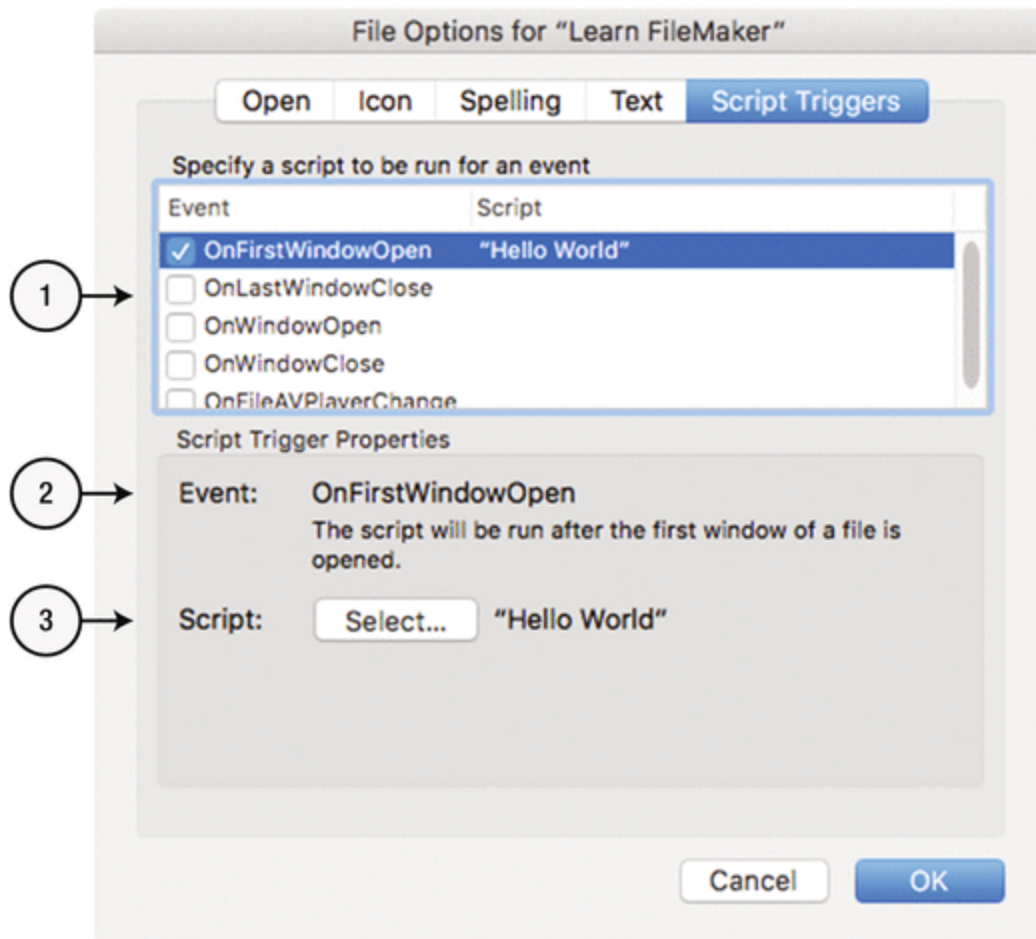 File Options for “Learn FileMaker”
Open Icon Spelling Text Script Triggers
Specify a script to be run for an event
Event Script
OnFirstWindowOpen “Hello World”
1 OnLastWindowClose
OnWindowOpen
OnWindowClose
OnFileAVPlayerChange
Script Trigger Properties
2 Event: OnFirstWindowOpen
The script will be run after the first window of a file is
opened.
3 Script: Select... “Hello World”
Cancel OK